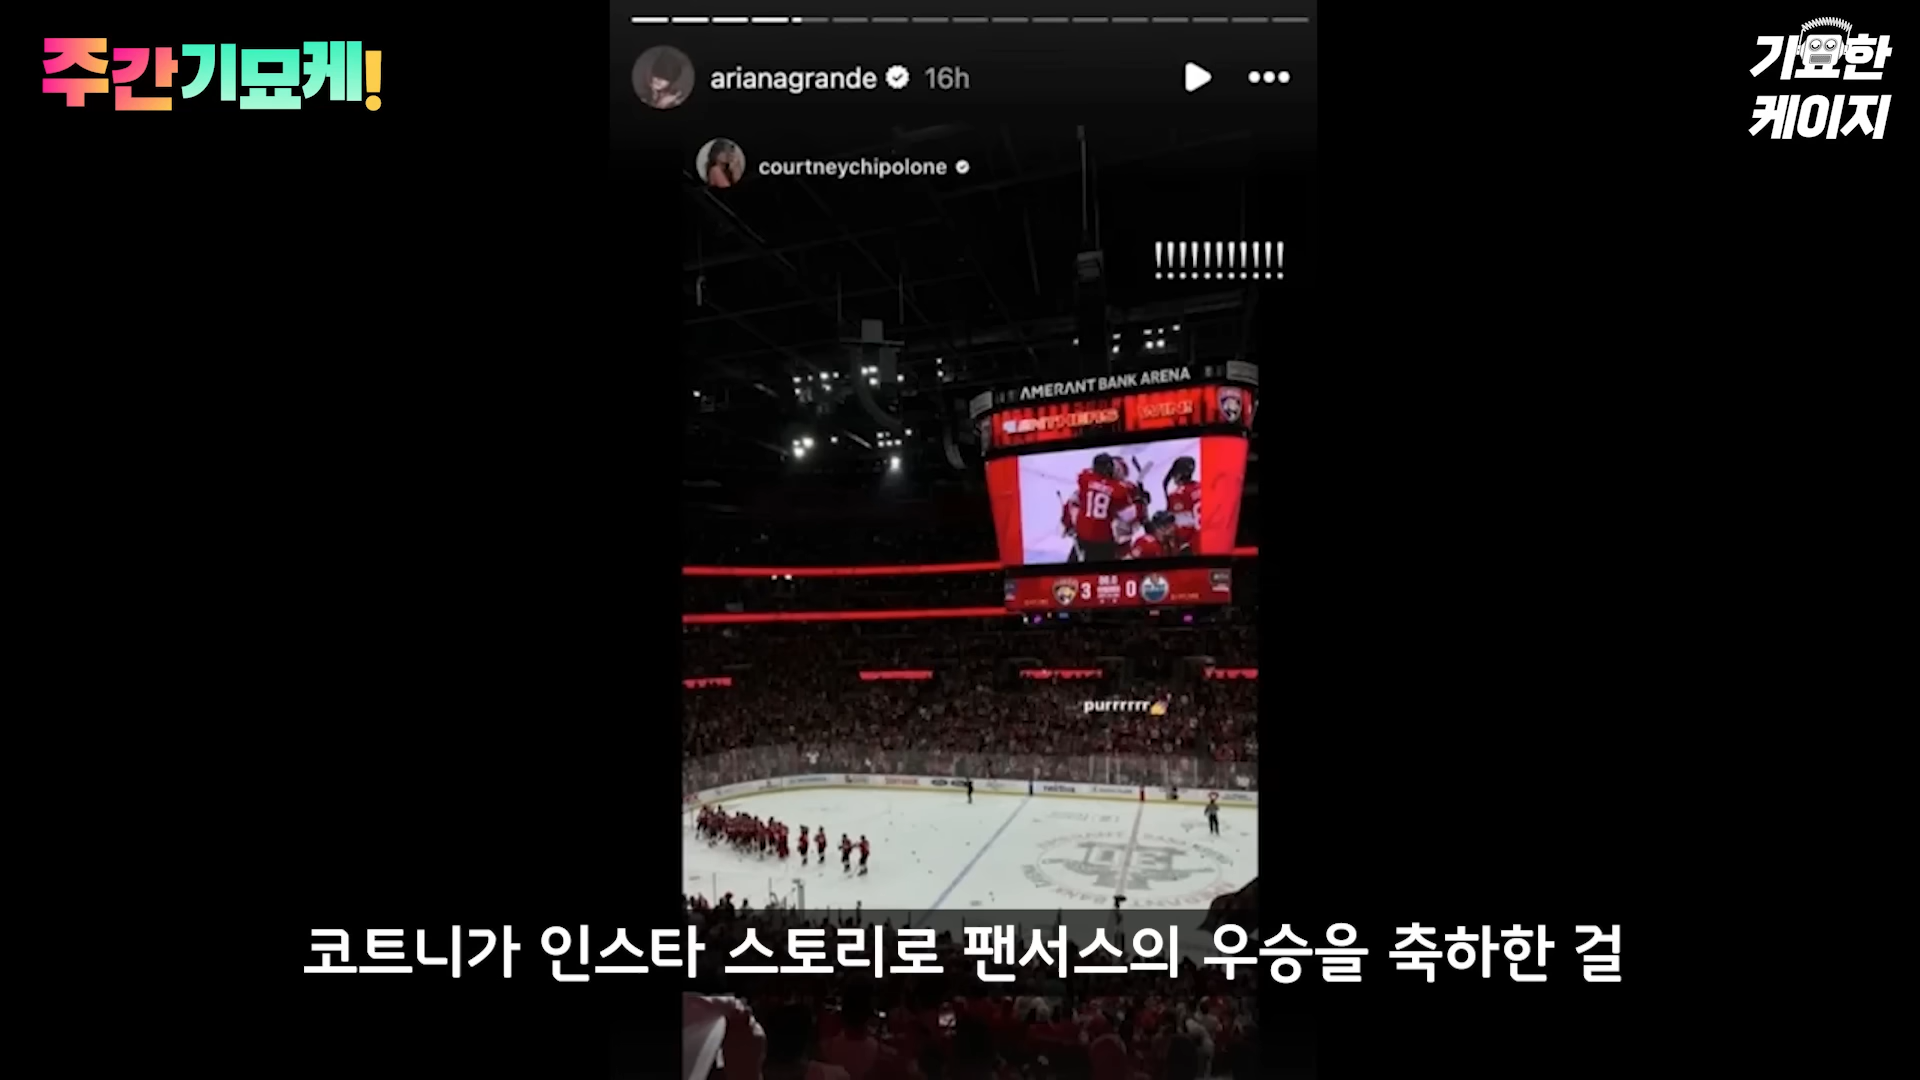 주간기묘케!
기묘한
케이지
arianagrande 16h
courtneychipolone
!!!!!!!!!!!
AMERANT BANK ARENA
WIN!
18
3 0
purrrrrr
코트니가 인스타 스토리로 팬서스의 우승을 축하한 걸